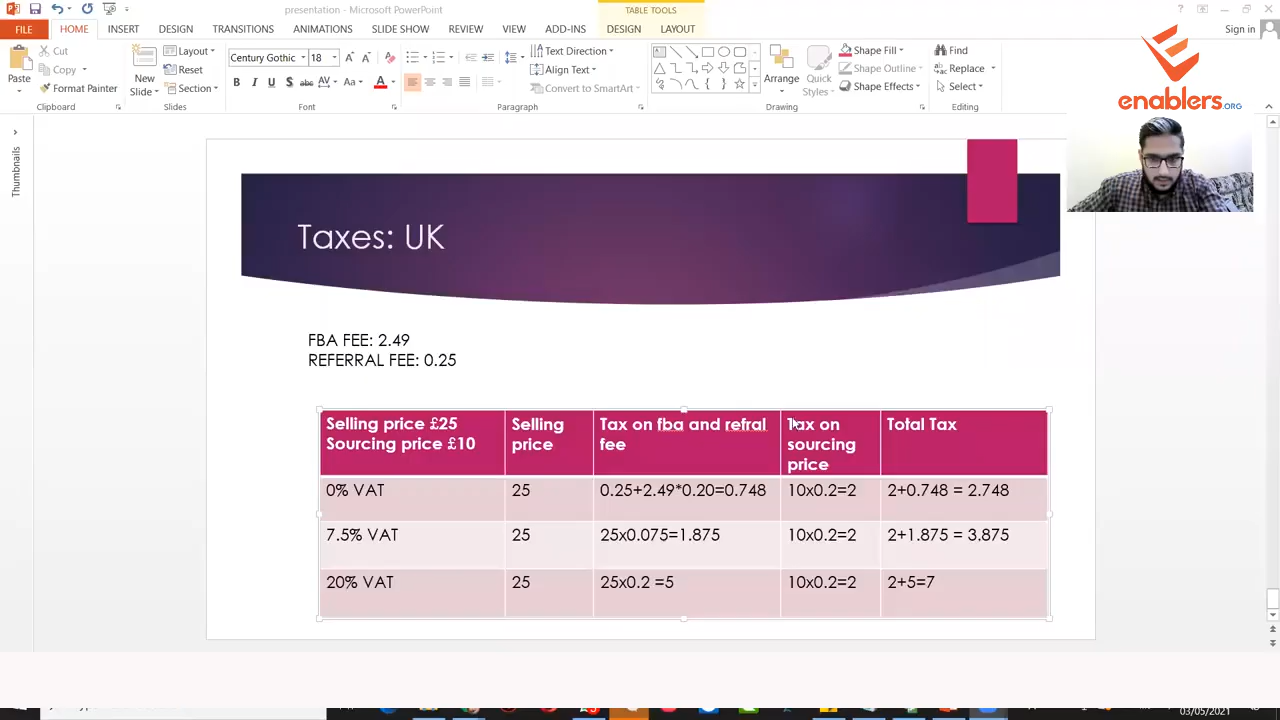 presentation - Microsoft PowerPoint
TABLE TOOLS
FILE HOME INSERT DESIGN TRANSITIONS ANIMATIONS SLIDE SHOW REVIEW VIEW ADD-INS DESIGN LAYOUT Sign in
Paste
Cut
Copy
Format Painter
Clipboard
New
Slide
Layout
Reset
Section
Slides
Century Gothic 18
Font
Text Direction
Align Text
Convert to SmartArt
Paragraph
Arrange
Quick
Styles
Shape Fill
Shape Outline
Shape Effects
Drawing
Find
Replace
Select
Editing
enablers.ORG
Thumbnails
Taxes: UK
FBA FEE: 2.49
REFERRAL FEE: 0.25
Selling price £25
Sourcing price £10
Selling
price
Tax on fba and refral
fee
Tax on
sourcing
price
Total Tax
0% VAT 25 0.25+2.49*0.20=0.748 10x0.2=2 2+0.748 = 2.748
7.5% VAT 25 25x0.075=1.875 10x0.2=2 2+1.875 = 3.875
20% VAT 25 25x0.2 =5 10x0.2=2 2+5=7
03/05/2021